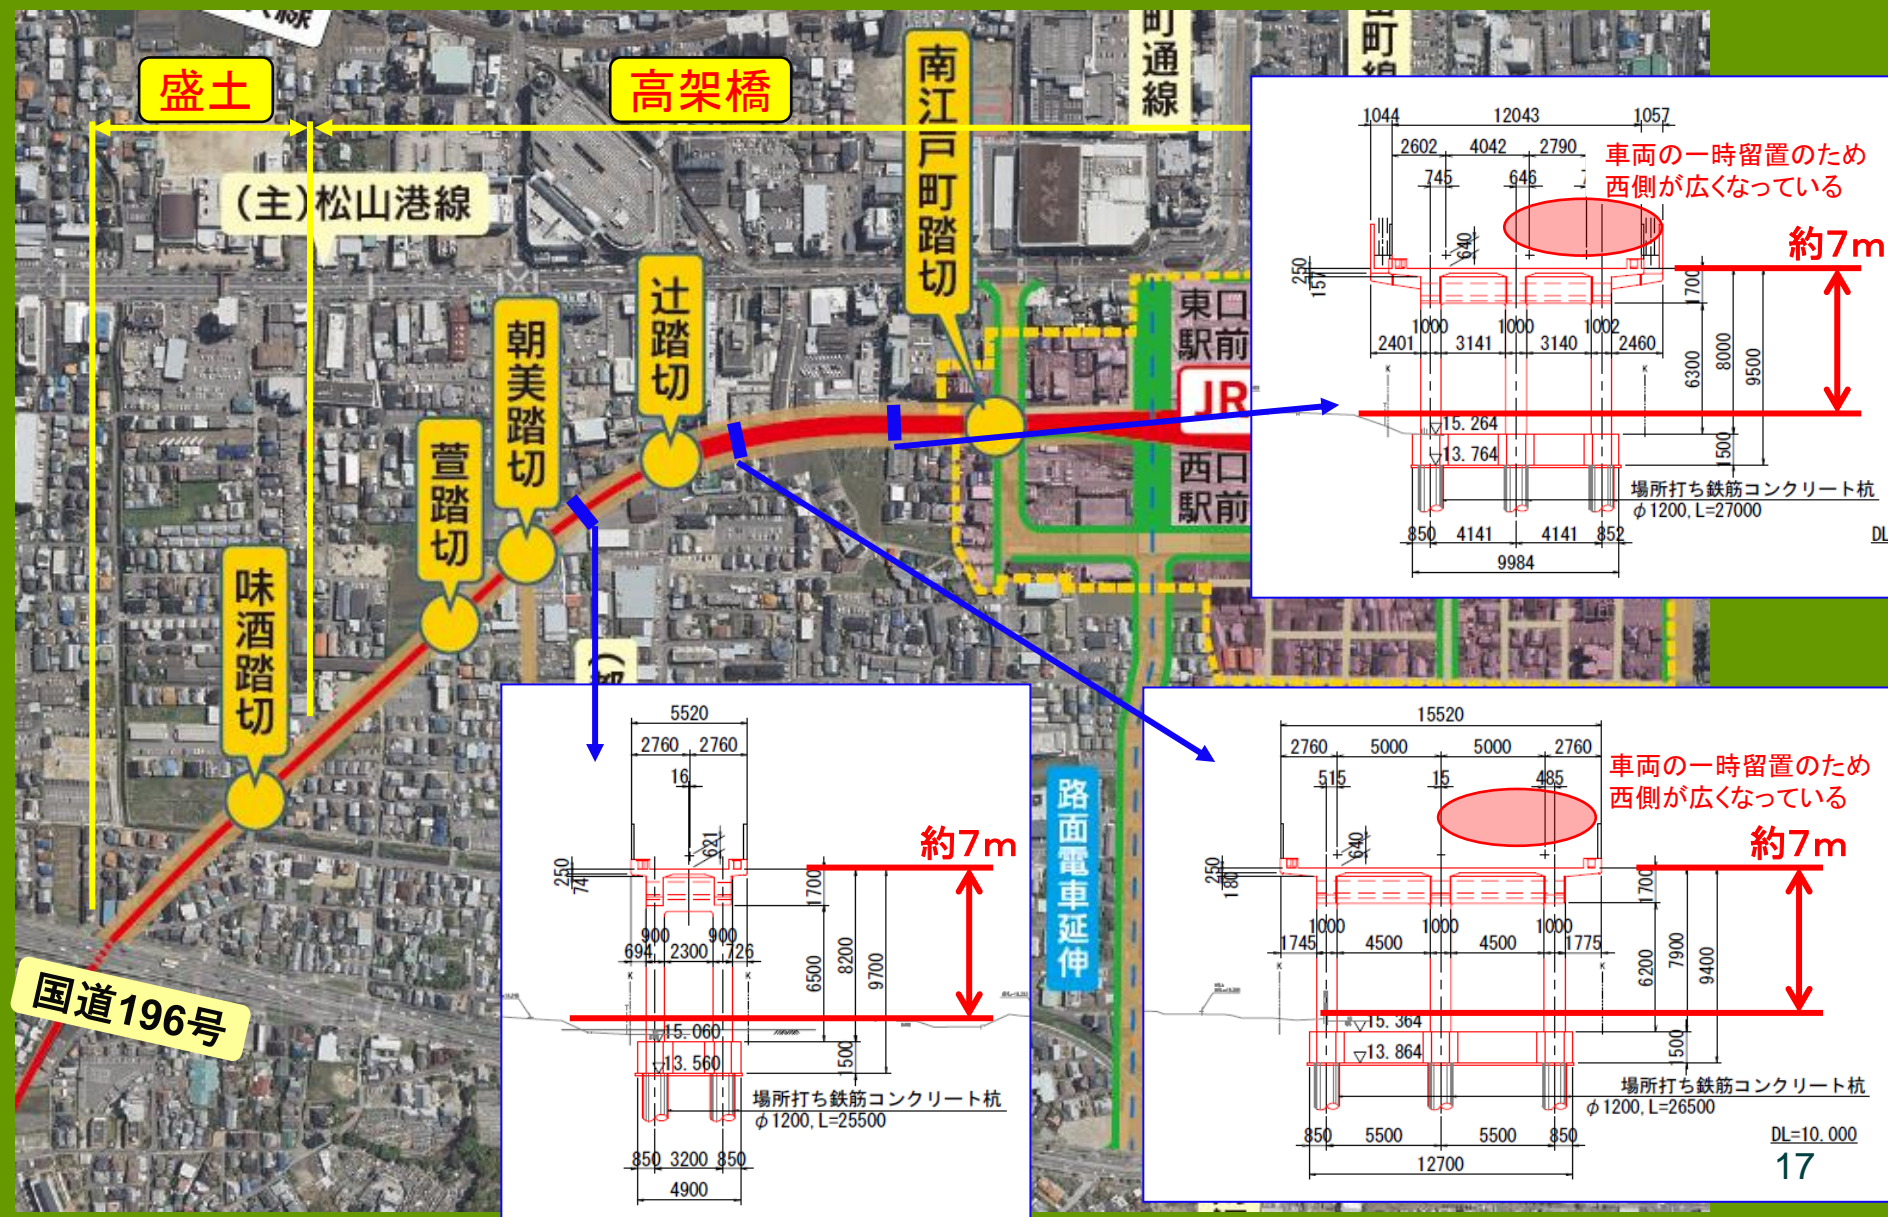 盛土
高架橋
南江戸町踏切
町通線
(主)松山港線
辻踏切
朝美踏切
萱踏切
味酒踏切
国道196号
東口
駅前
JR
西口
駅前
路面電車延伸
1044
12043
1057
2602
4042
2790
745
646
車両の一時留置のため
西側が広くなっている
約7m
640
250
157
1700
1000
1000
1002
2401
3141
3140
2460
6300
8000
9500
K
K
▽15.264
▽13.764
1500
場所打ち鉄筋コンクリート杭
φ1200, L=27000
850
4141
4141
852
9984
DL
5520
2760
2760
16
621
約7m
250
74
1700
900
900
694
2300
726
6500
8200
9700
K
K
▽15.060
▽13.560
1500
場所打ち鉄筋コンクリート杭
φ1200, L=25500
850
3200
850
4900
15520
2760
5000
5000
2760
515
15
485
車両の一時留置のため
西側が広くなっている
約7m
640
250
180
1700
1000
1000
1000
1745
4500
4500
1775
6200
7900
9400
K
K
▽15.364
▽13.864
1500
場所打ち鉄筋コンクリート杭
φ1200, L=26500
850
5500
5500
850
12700
DL=10.000
17